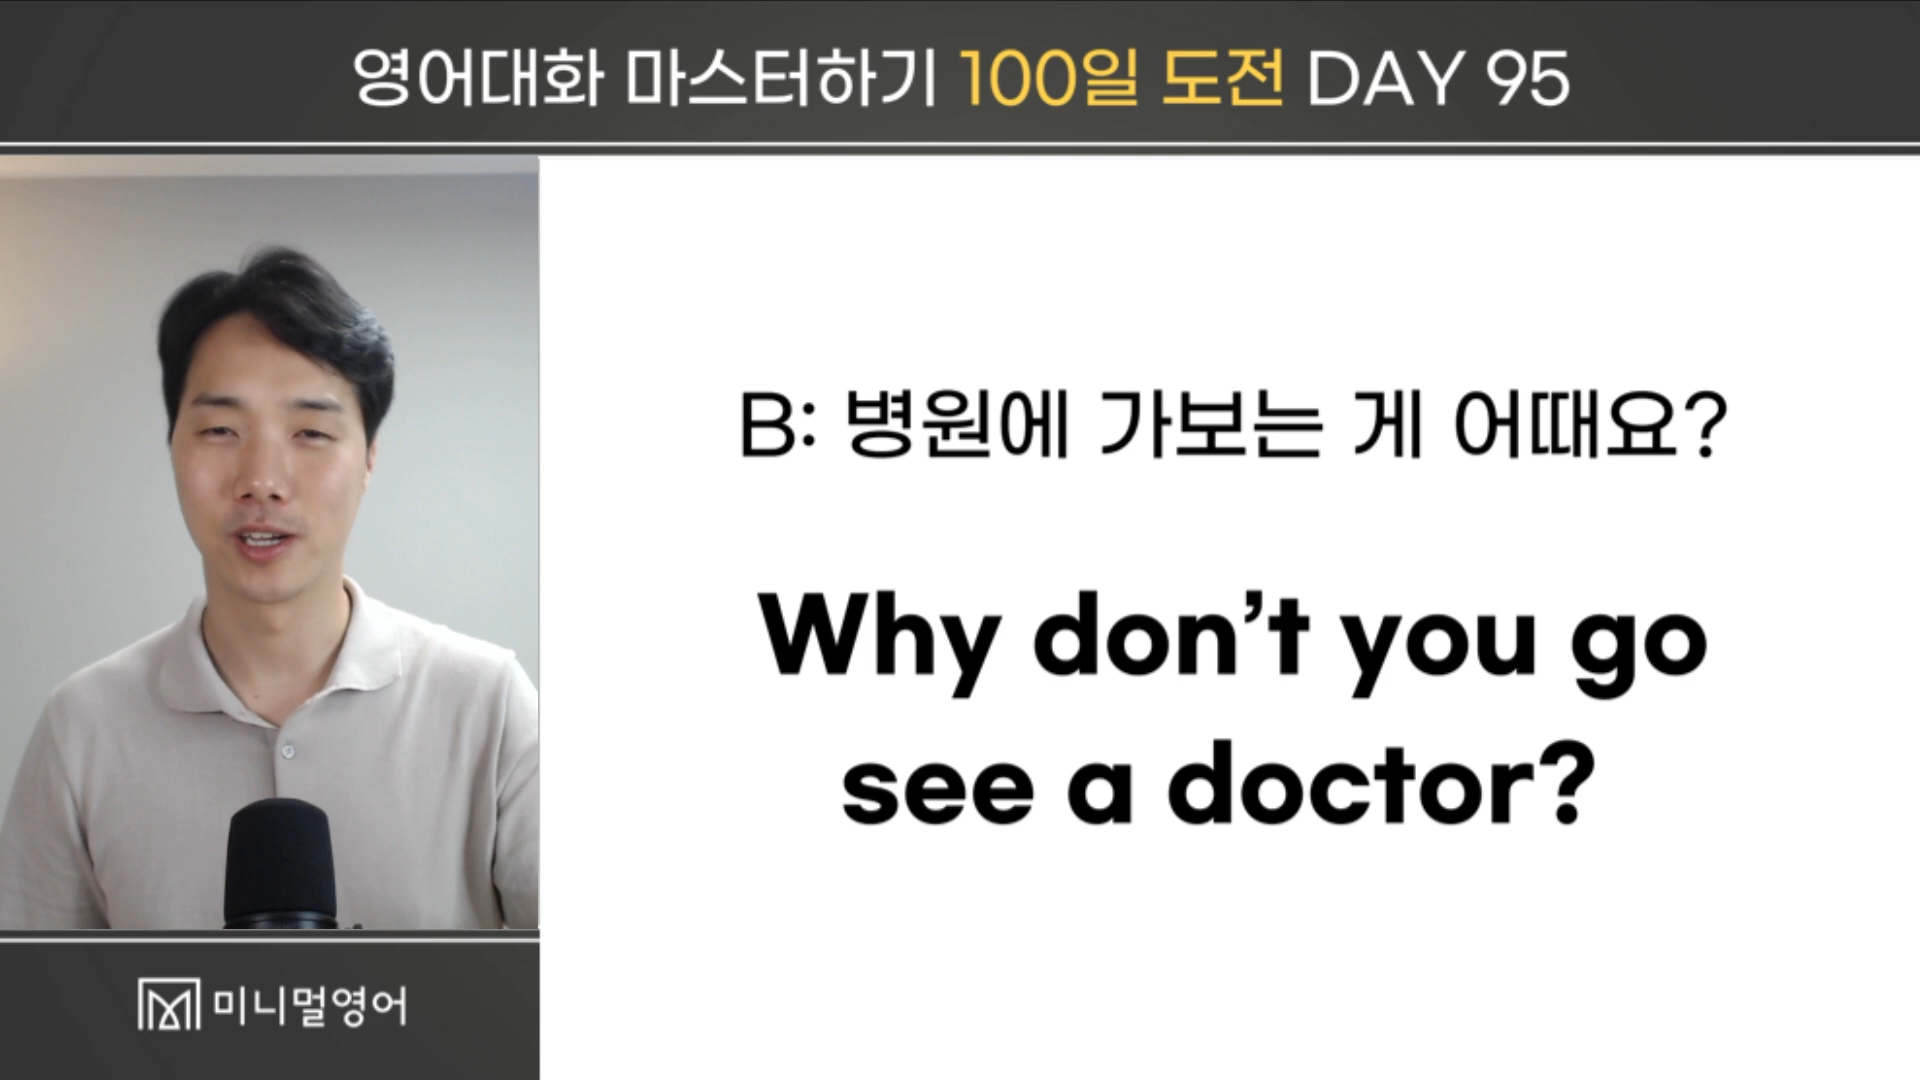 영어대화 마스터하기 100일 도전 DAY 95
B: 병원에 가보는 게 어때요?
Why don’t you go
see a doctor?
미니멀영어